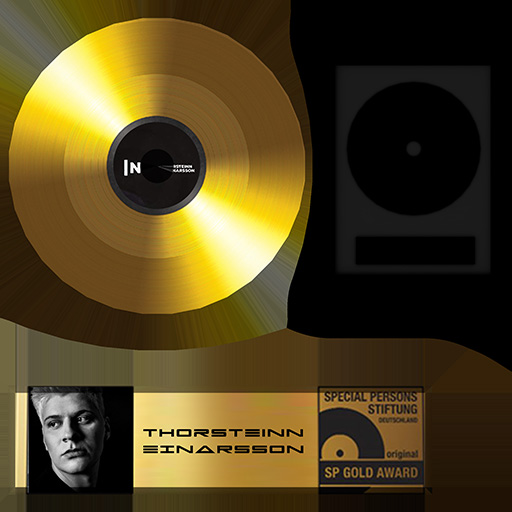 IN
THORSTEINN
EINARSSON
SPECIAL PERSONS
STIFTUNG
DEUTSCHLAND
original
SP GOLD AWARD